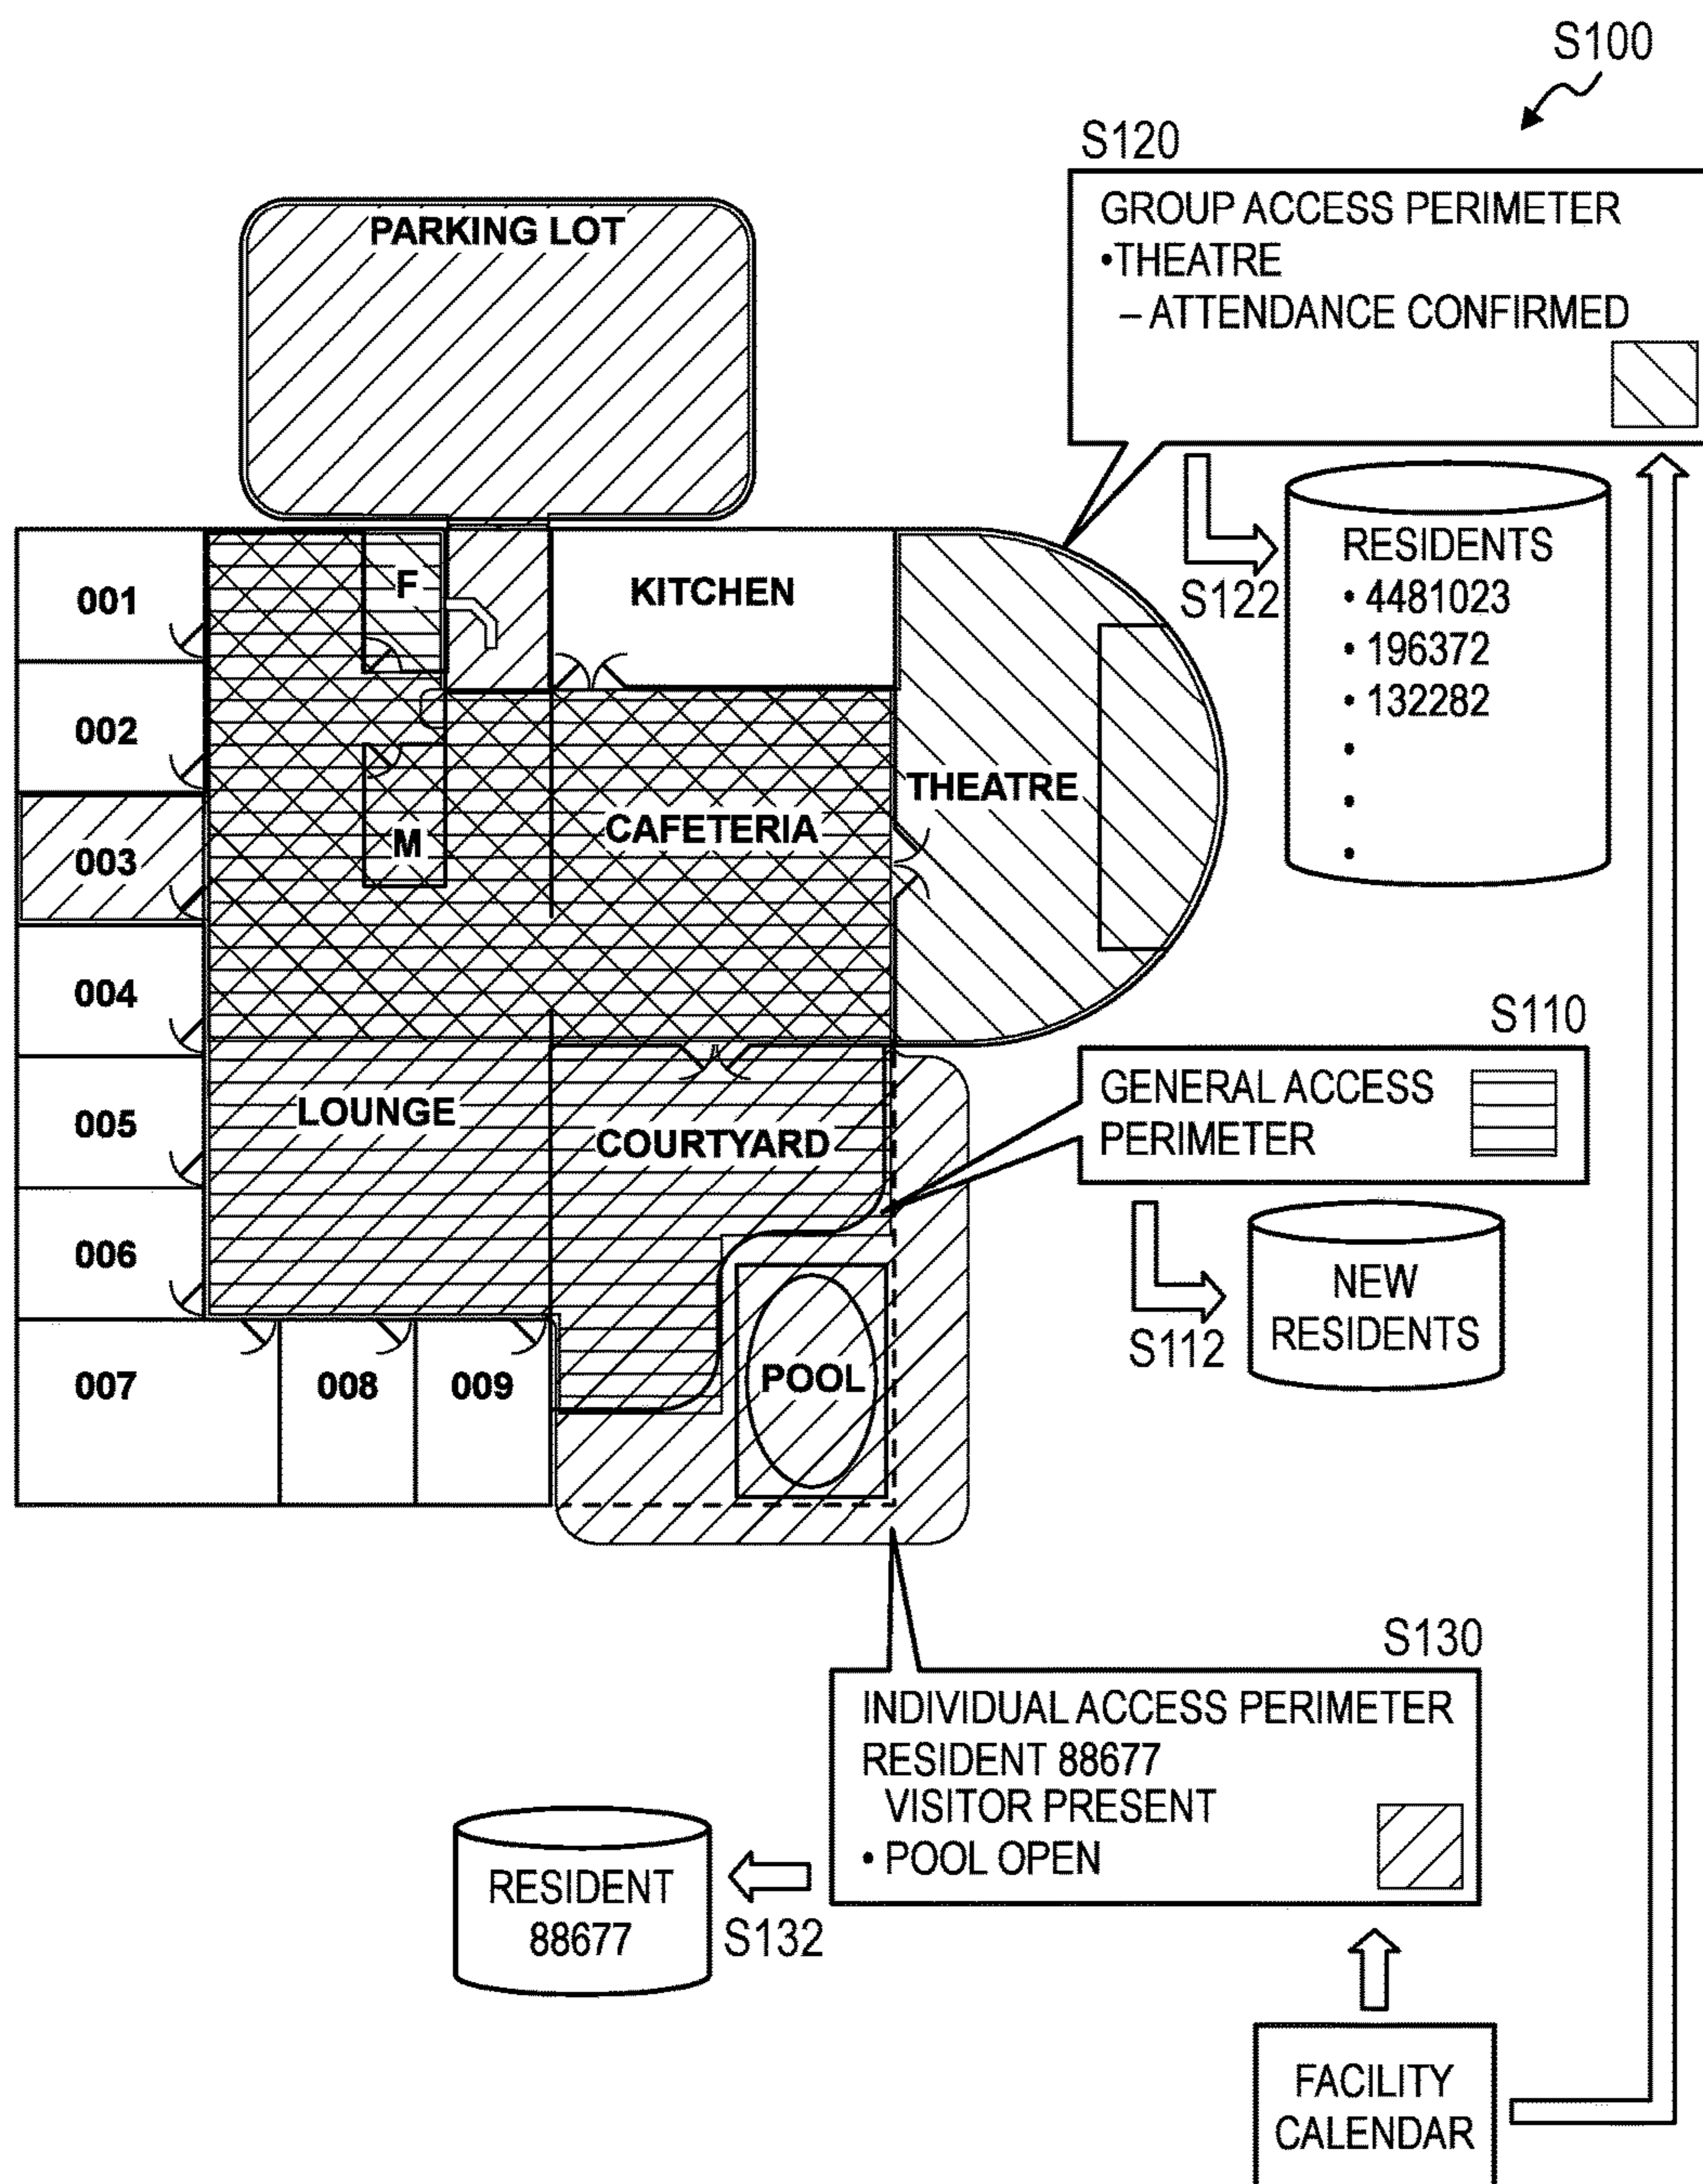 S100
S120
GROUP ACCESS PERIMETER
•THEATRE
– ATTENDANCE CONFIRMED
PARKING LOT
S122
RESIDENTS
• 4481023
• 196372
• 132282
•
•
•
001
F
KITCHEN
002
THEATRE
M
CAFETERIA
003
004
S110
GENERAL ACCESS
PERIMETER
005
LOUNGE
COURTYARD
006
S112
NEW
RESIDENTS
007
008
009
POOL
S130
INDIVIDUAL ACCESS PERIMETER
RESIDENT 88677
VISITOR PRESENT
• POOL OPEN
RESIDENT
88677
S132
FACILITY
CALENDAR